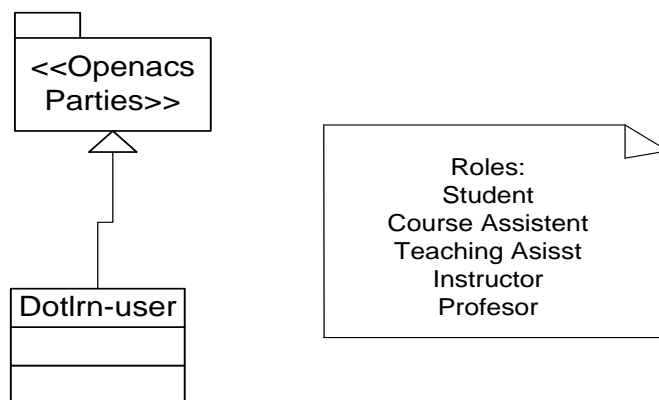 <<Openacs
Parties>>
Dotlrn-user
Roles:
Student
Course Assistent
Teaching Asisst
Instructor
Profesor